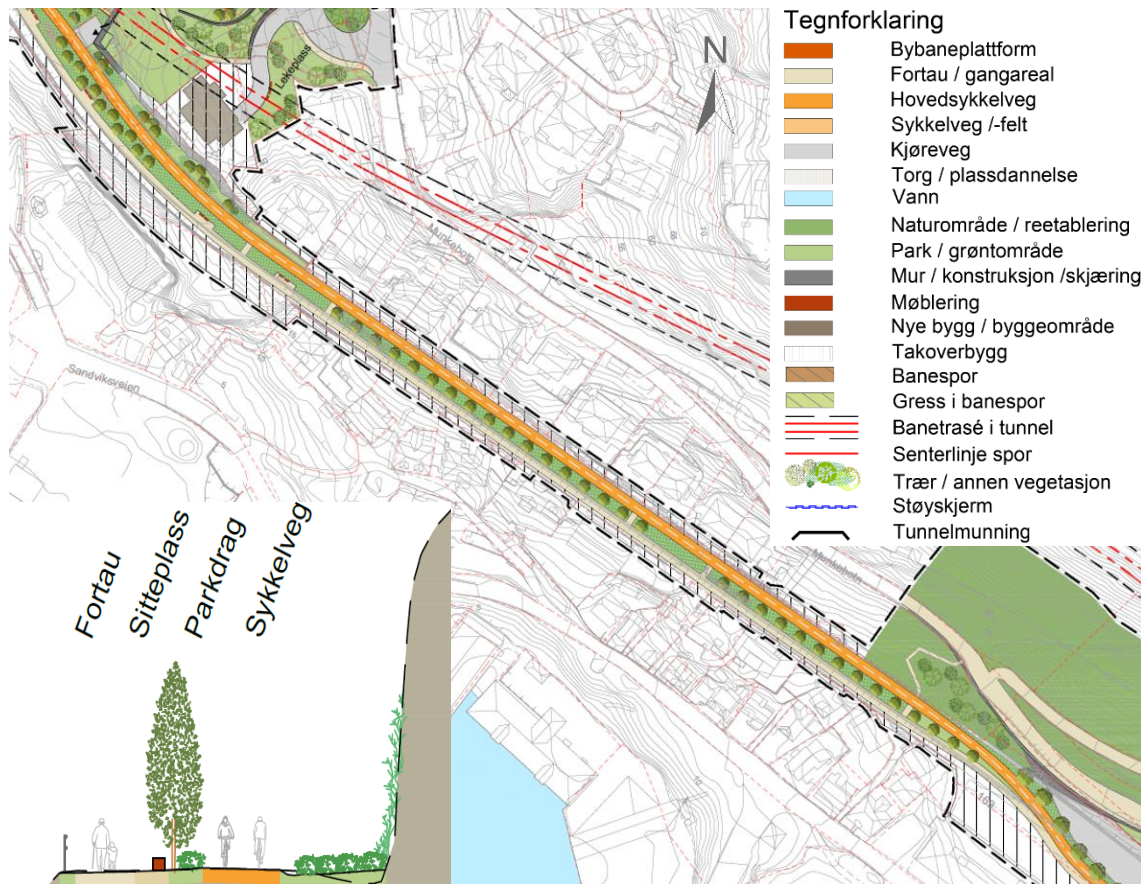 Tegnforklaring
Bybaneplattform
Fortau / gangareal
Hovedsykkelveg
Sykkelveg /-felt
Kjøreveg
Torg / plassdannelse
Vann
Naturområde / reetablering
Park / grøntområde
Mur / konstruksjon /skjæring
Møblering
Nye bygg / byggeområde
Takoverbygg
Banespor
Gress i banespor
Banetrasé i tunnel
Senterlinje spor
Trær / annen vegetasjon
Støyskjerm
Tunnelmunning
N
Lekeplass
Munkebotn
Sandviksveien
Munkebotn
Fortau
Sitteplass
Parkdrag
Sykkelveg